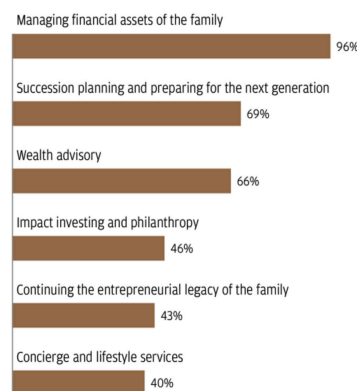 Managing financial assets of the family
96%
Succession planning and preparing for the next generation
69%
Wealth advisory
66%
Impact investing and philanthropy
46%
Continuing the entrepreneurial legacy of the family
43%
Concierge and lifestyle services
40%